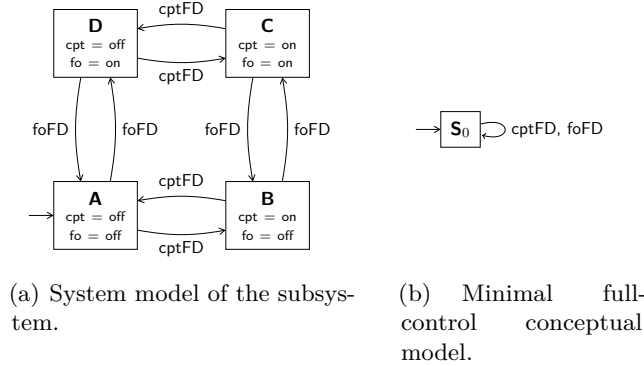 cptFD
D
cpt = off
fo = on
C
cpt = on
fo = on
cptFD
foFD
foFD
foFD
foFD
S0
cptFD, foFD
cptFD
A
cpt = off
fo = off
B
cpt = on
fo = off
cptFD
(a) System model of the subsys-
tem.
(b) Minimal full-
control conceptual
model.